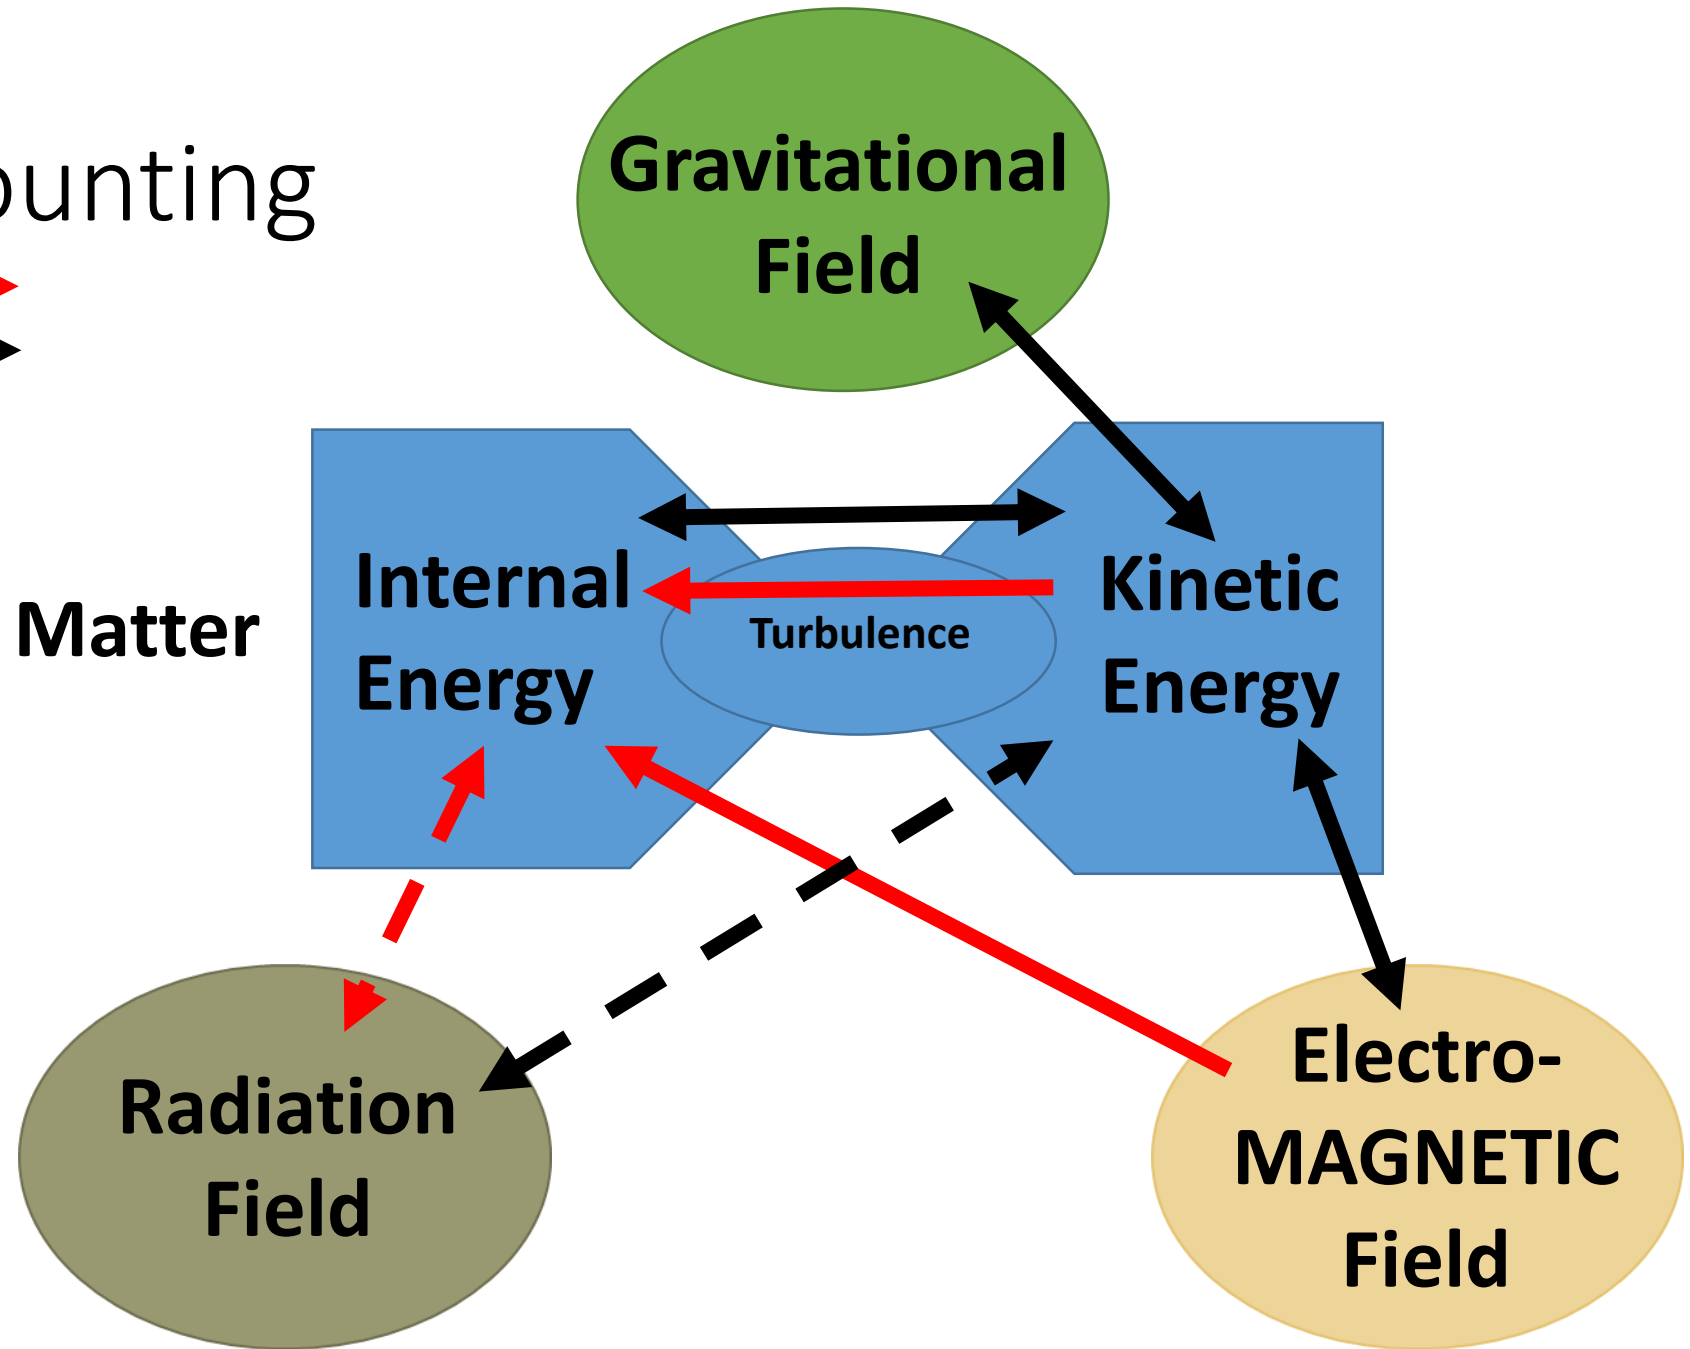 ounting
Gravitational
Field
Matter
Internal
Energy
Turbulence
Kinetic
Energy
Radiation
Field
Electro-
MAGNETIC
Field